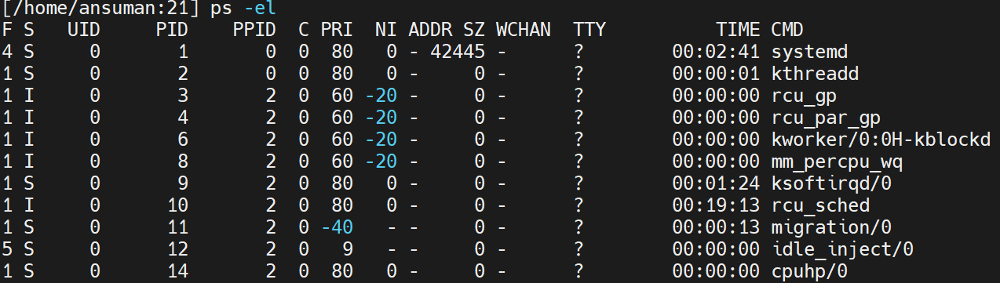 [/home/ansuman:21] ps -el
F S   UID     PID    PPID  C PRI  NI ADDR SZ WCHAN  TTY          TIME CMD
4 S     0       1       0  0  80   0 - 42445 -      ?        00:02:41 systemd
1 S     0       2       0  0  80   0 -     0 -      ?        00:00:01 kthreadd
1 I     0       3       2  0  60 -20 -     0 -      ?        00:00:00 rcu_gp
1 I     0       4       2  0  60 -20 -     0 -      ?        00:00:00 rcu_par_gp
1 I     0       6       2  0  60 -20 -     0 -      ?        00:00:00 kworker/0:0H-kblockd
1 I     0       8       2  0  60 -20 -     0 -      ?        00:00:00 mm_percpu_wq
1 S     0       9       2  0  80   0 -     0 -      ?        00:01:24 ksoftirqd/0
1 I     0      10       2  0  80   0 -     0 -      ?        00:19:13 rcu_sched
1 S     0      11       2  0 -40   - -     0 -      ?        00:00:13 migration/0
5 S     0      12       2  0   9   - -     0 -      ?        00:00:00 idle_inject/0
1 S     0      14       2  0  80   0 -     0 -      ?        00:00:00 cpuhp/0